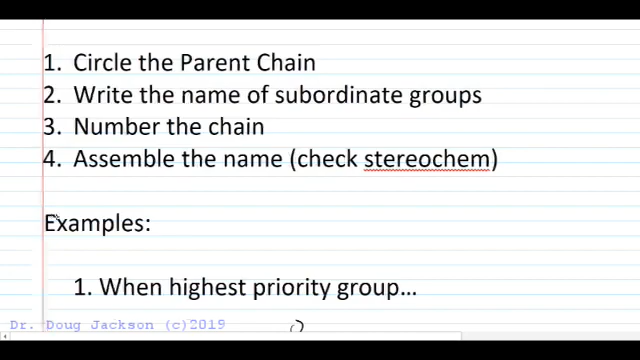 1. Circle the Parent Chain
2. Write the name of subordinate groups
3. Number the chain
4. Assemble the name (check stereochem)
Examples:
1. When highest priority group...
Dr. Doug Jackson (c)2019